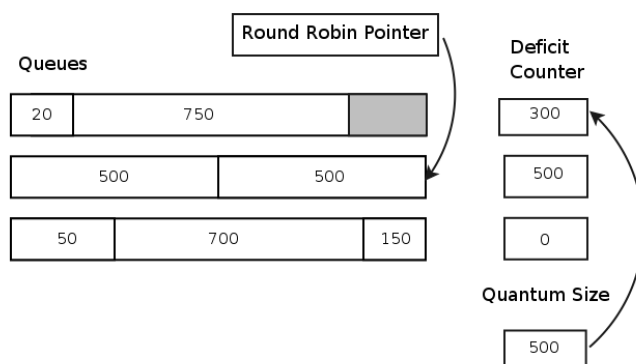 Round Robin Pointer
Queues
Deficit
Counter
20 750 300
500 500 500
50 700 150 0
Quantum Size
500